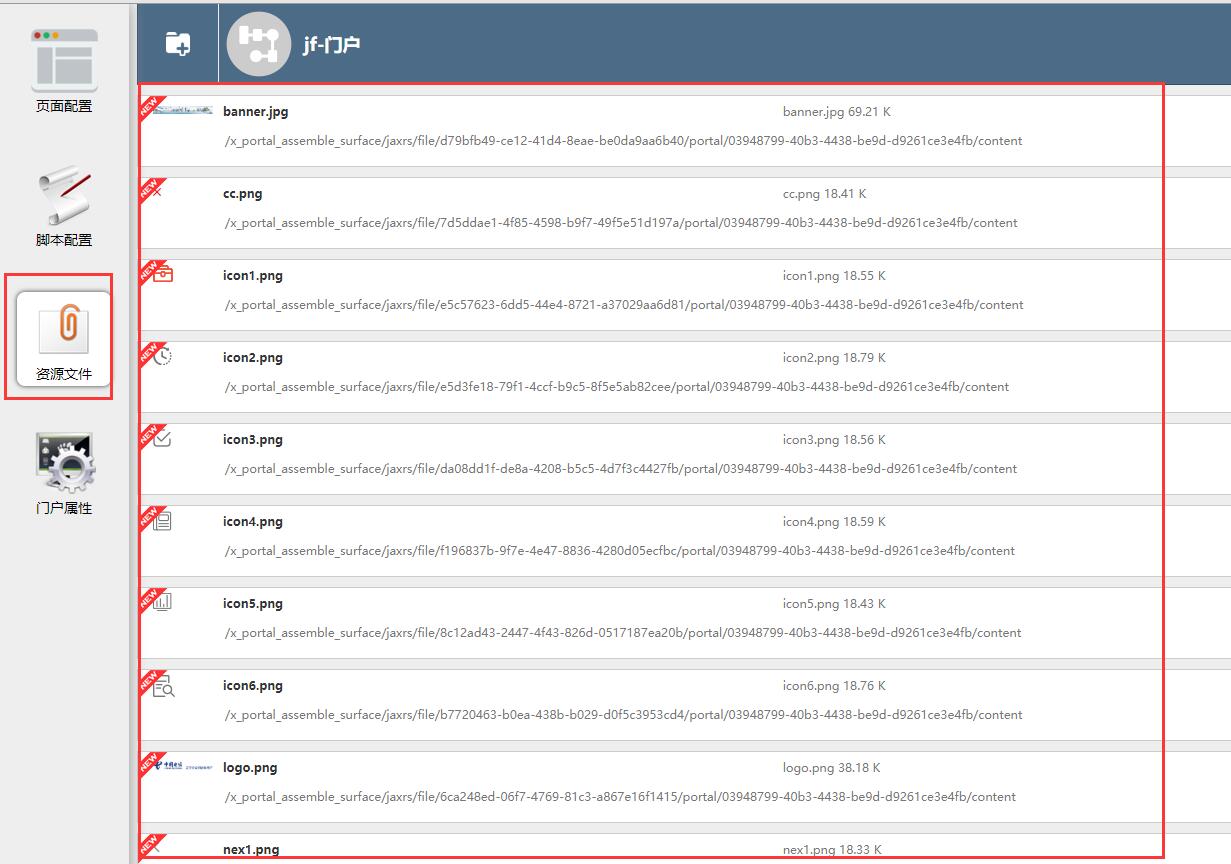 jf-门户
页面配置
脚本配置
资源文件
门户属性
NEW
banner.jpg
banner.jpg 69.21 K
/x_portal_assemble_surface/jaxrs/file/d79bfb49-ce12-41d4-8eae-be0da9aa6b40/portal/03948799-40b3-4438-be9d-d9261ce3e4fb/content
NEW
cc.png
cc.png 18.41 K
/x_portal_assemble_surface/jaxrs/file/7d5ddae1-4f85-4598-b9f7-49f5e51d197a/portal/03948799-40b3-4438-be9d-d9261ce3e4fb/content
NEW
icon1.png
icon1.png 18.55 K
/x_portal_assemble_surface/jaxrs/file/e5c57623-6dd5-44e4-8721-a37029aa6d81/portal/03948799-40b3-4438-be9d-d9261ce3e4fb/content
NEW
icon2.png
icon2.png 18.79 K
/x_portal_assemble_surface/jaxrs/file/e5d3fe18-79f1-4ccf-b9c5-8f5e5ab82cee/portal/03948799-40b3-4438-be9d-d9261ce3e4fb/content
NEW
icon3.png
icon3.png 18.56 K
/x_portal_assemble_surface/jaxrs/file/da08dd1f-de8a-4208-b5c5-4d7f3c4427fb/portal/03948799-40b3-4438-be9d-d9261ce3e4fb/content
NEW
icon4.png
icon4.png 18.59 K
/x_portal_assemble_surface/jaxrs/file/f196837b-9f7e-4e47-8836-4280d05ecfbc/portal/03948799-40b3-4438-be9d-d9261ce3e4fb/content
NEW
icon5.png
icon5.png 18.43 K
/x_portal_assemble_surface/jaxrs/file/8c12ad43-2447-4f43-826d-0517187ea20b/portal/03948799-40b3-4438-be9d-d9261ce3e4fb/content
NEW
icon6.png
icon6.png 18.76 K
/x_portal_assemble_surface/jaxrs/file/b7720463-b0ea-438b-b029-d0f5c3953cd4/portal/03948799-40b3-4438-be9d-d9261ce3e4fb/content
NEW
中国电信
logo.png
logo.png 38.18 K
/x_portal_assemble_surface/jaxrs/file/6ca248ed-06f7-4769-81c3-a867e16f1415/portal/03948799-40b3-4438-be9d-d9261ce3e4fb/content
NEW
nex1.png
nex1.png 18.33 K